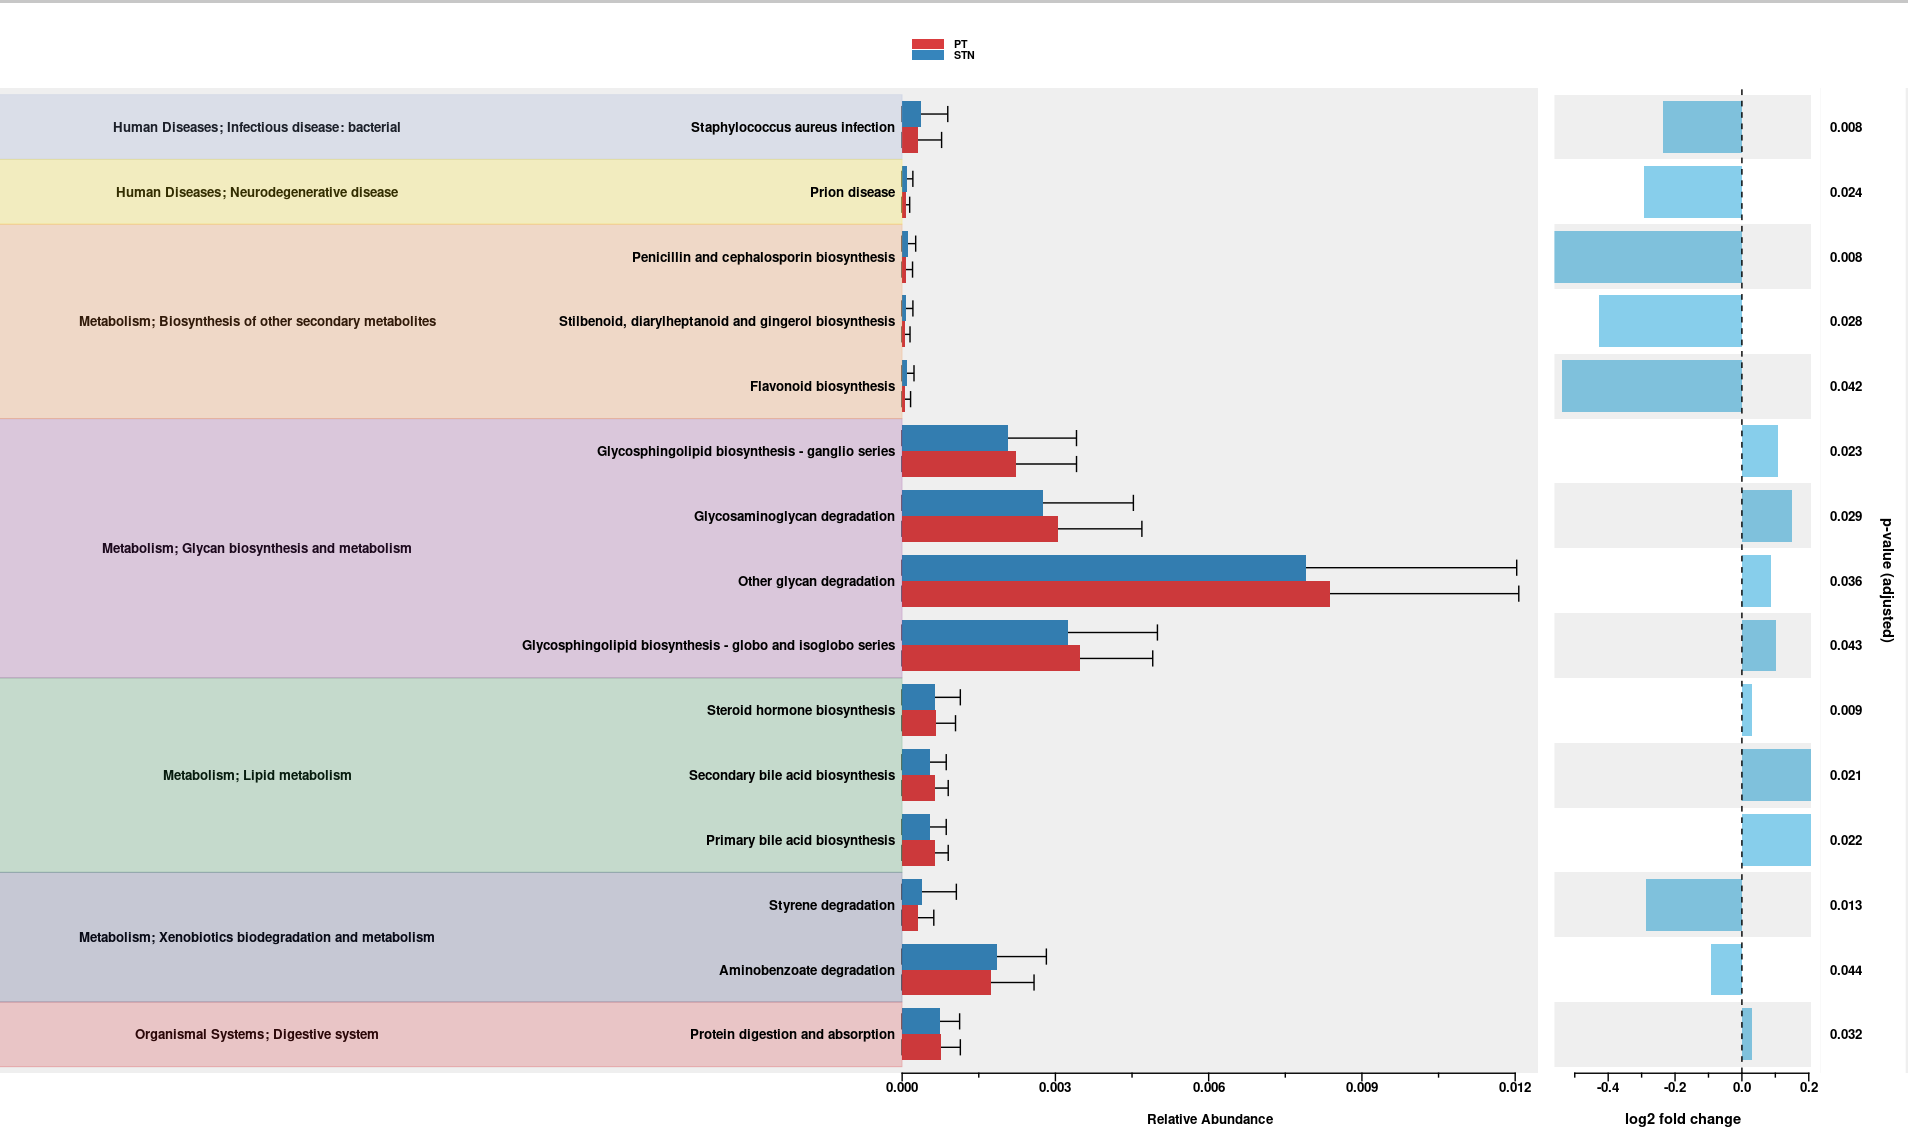 PT
STN
Human Diseases; Infectious disease: bacterial
Staphylococcus aureus infection
0.008
Human Diseases; Neurodegenerative disease
Prion disease
0.024
Penicillin and cephalosporin biosynthesis
0.008
Metabolism; Biosynthesis of other secondary metabolites
Stilbenoid, diarylheptanoid and gingerol biosynthesis
0.028
Flavonoid biosynthesis
0.042
Glycosphingolipid biosynthesis - ganglio series
0.023
Glycosaminoglycan degradation
0.029
Metabolism; Glycan biosynthesis and metabolism
Other glycan degradation
0.036
Glycosphingolipid biosynthesis - globo and isoglobo series
0.043
Steroid hormone biosynthesis
0.009
Metabolism; Lipid metabolism
Secondary bile acid biosynthesis
0.021
Primary bile acid biosynthesis
0.022
Styrene degradation
0.013
Metabolism; Xenobiotics biodegradation and metabolism
Aminobenzoate degradation
0.044
Organismal Systems; Digestive system
Protein digestion and absorption
0.032
p-value (adjusted)
0.000 0.003 0.006 0.009 0.012
Relative Abundance
-0.4 -0.2 0.0 0.2
log2 fold change